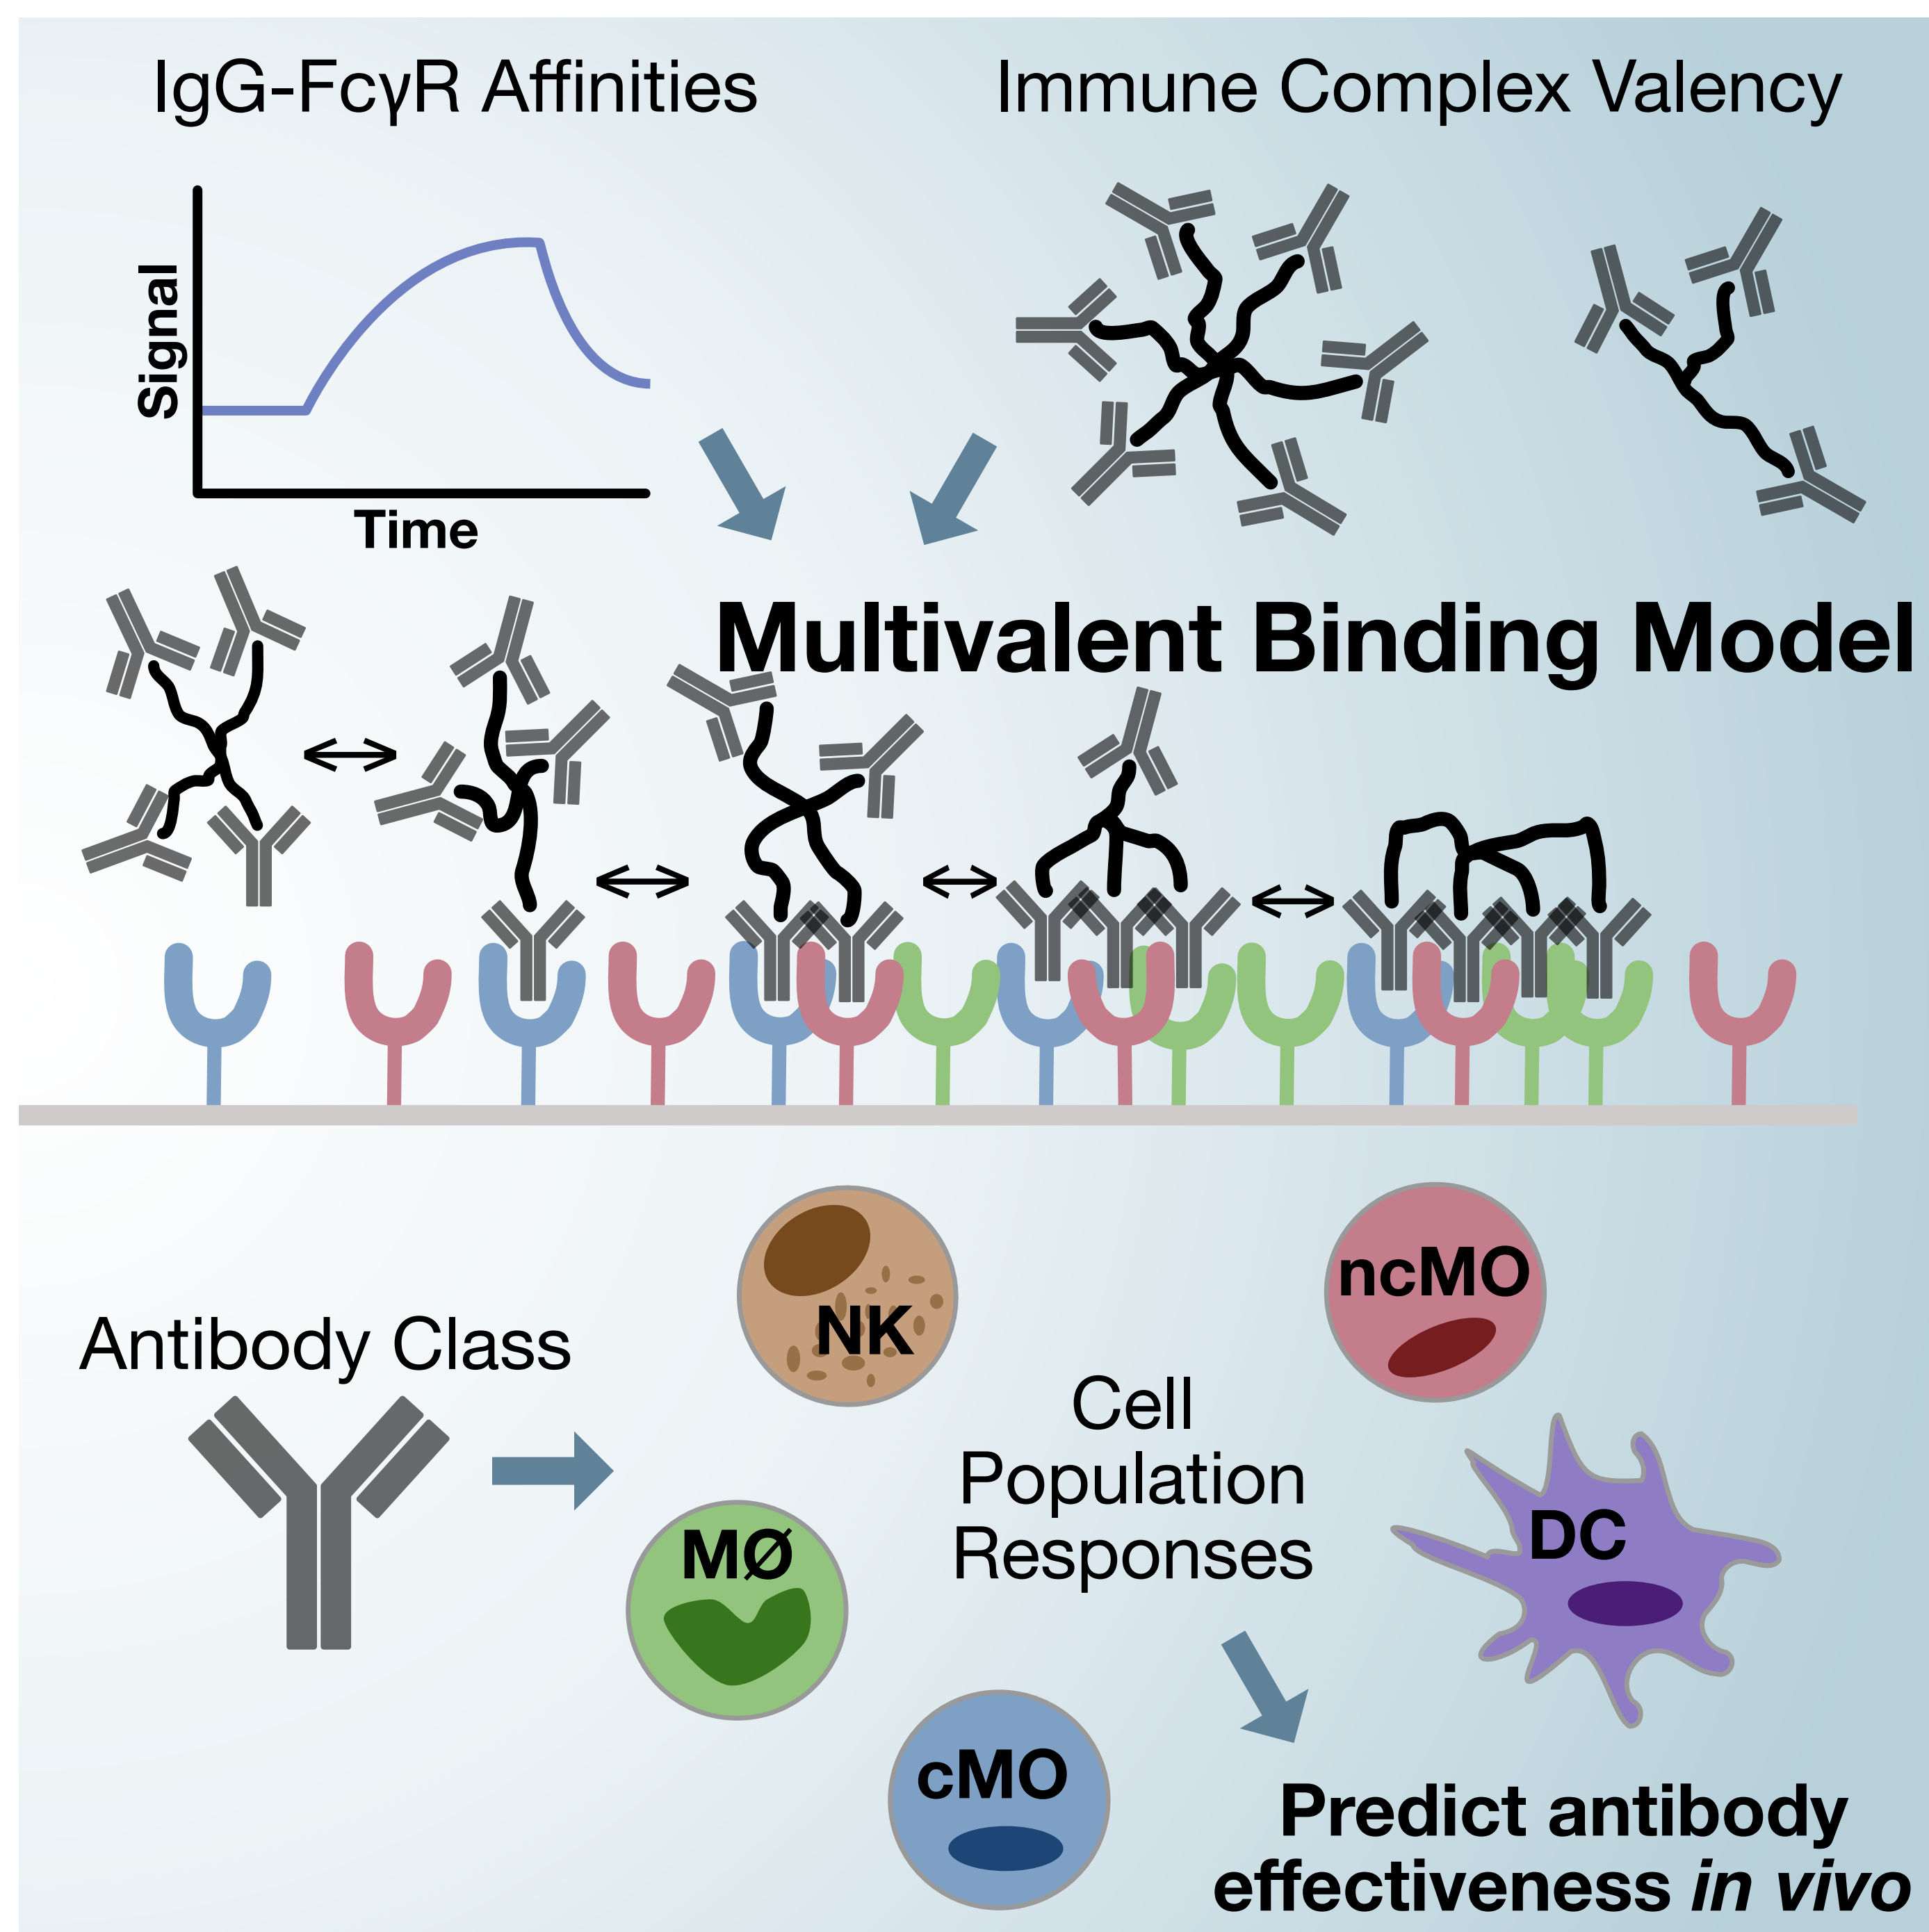 IgG-FcγR Affinities
Immune Complex Valency
Signal
Time
Multivalent Binding Model
Antibody Class
NK
ncMO
Cell
Population
Responses
MØ
DC
cMO
Predict antibody
effectiveness in vivo